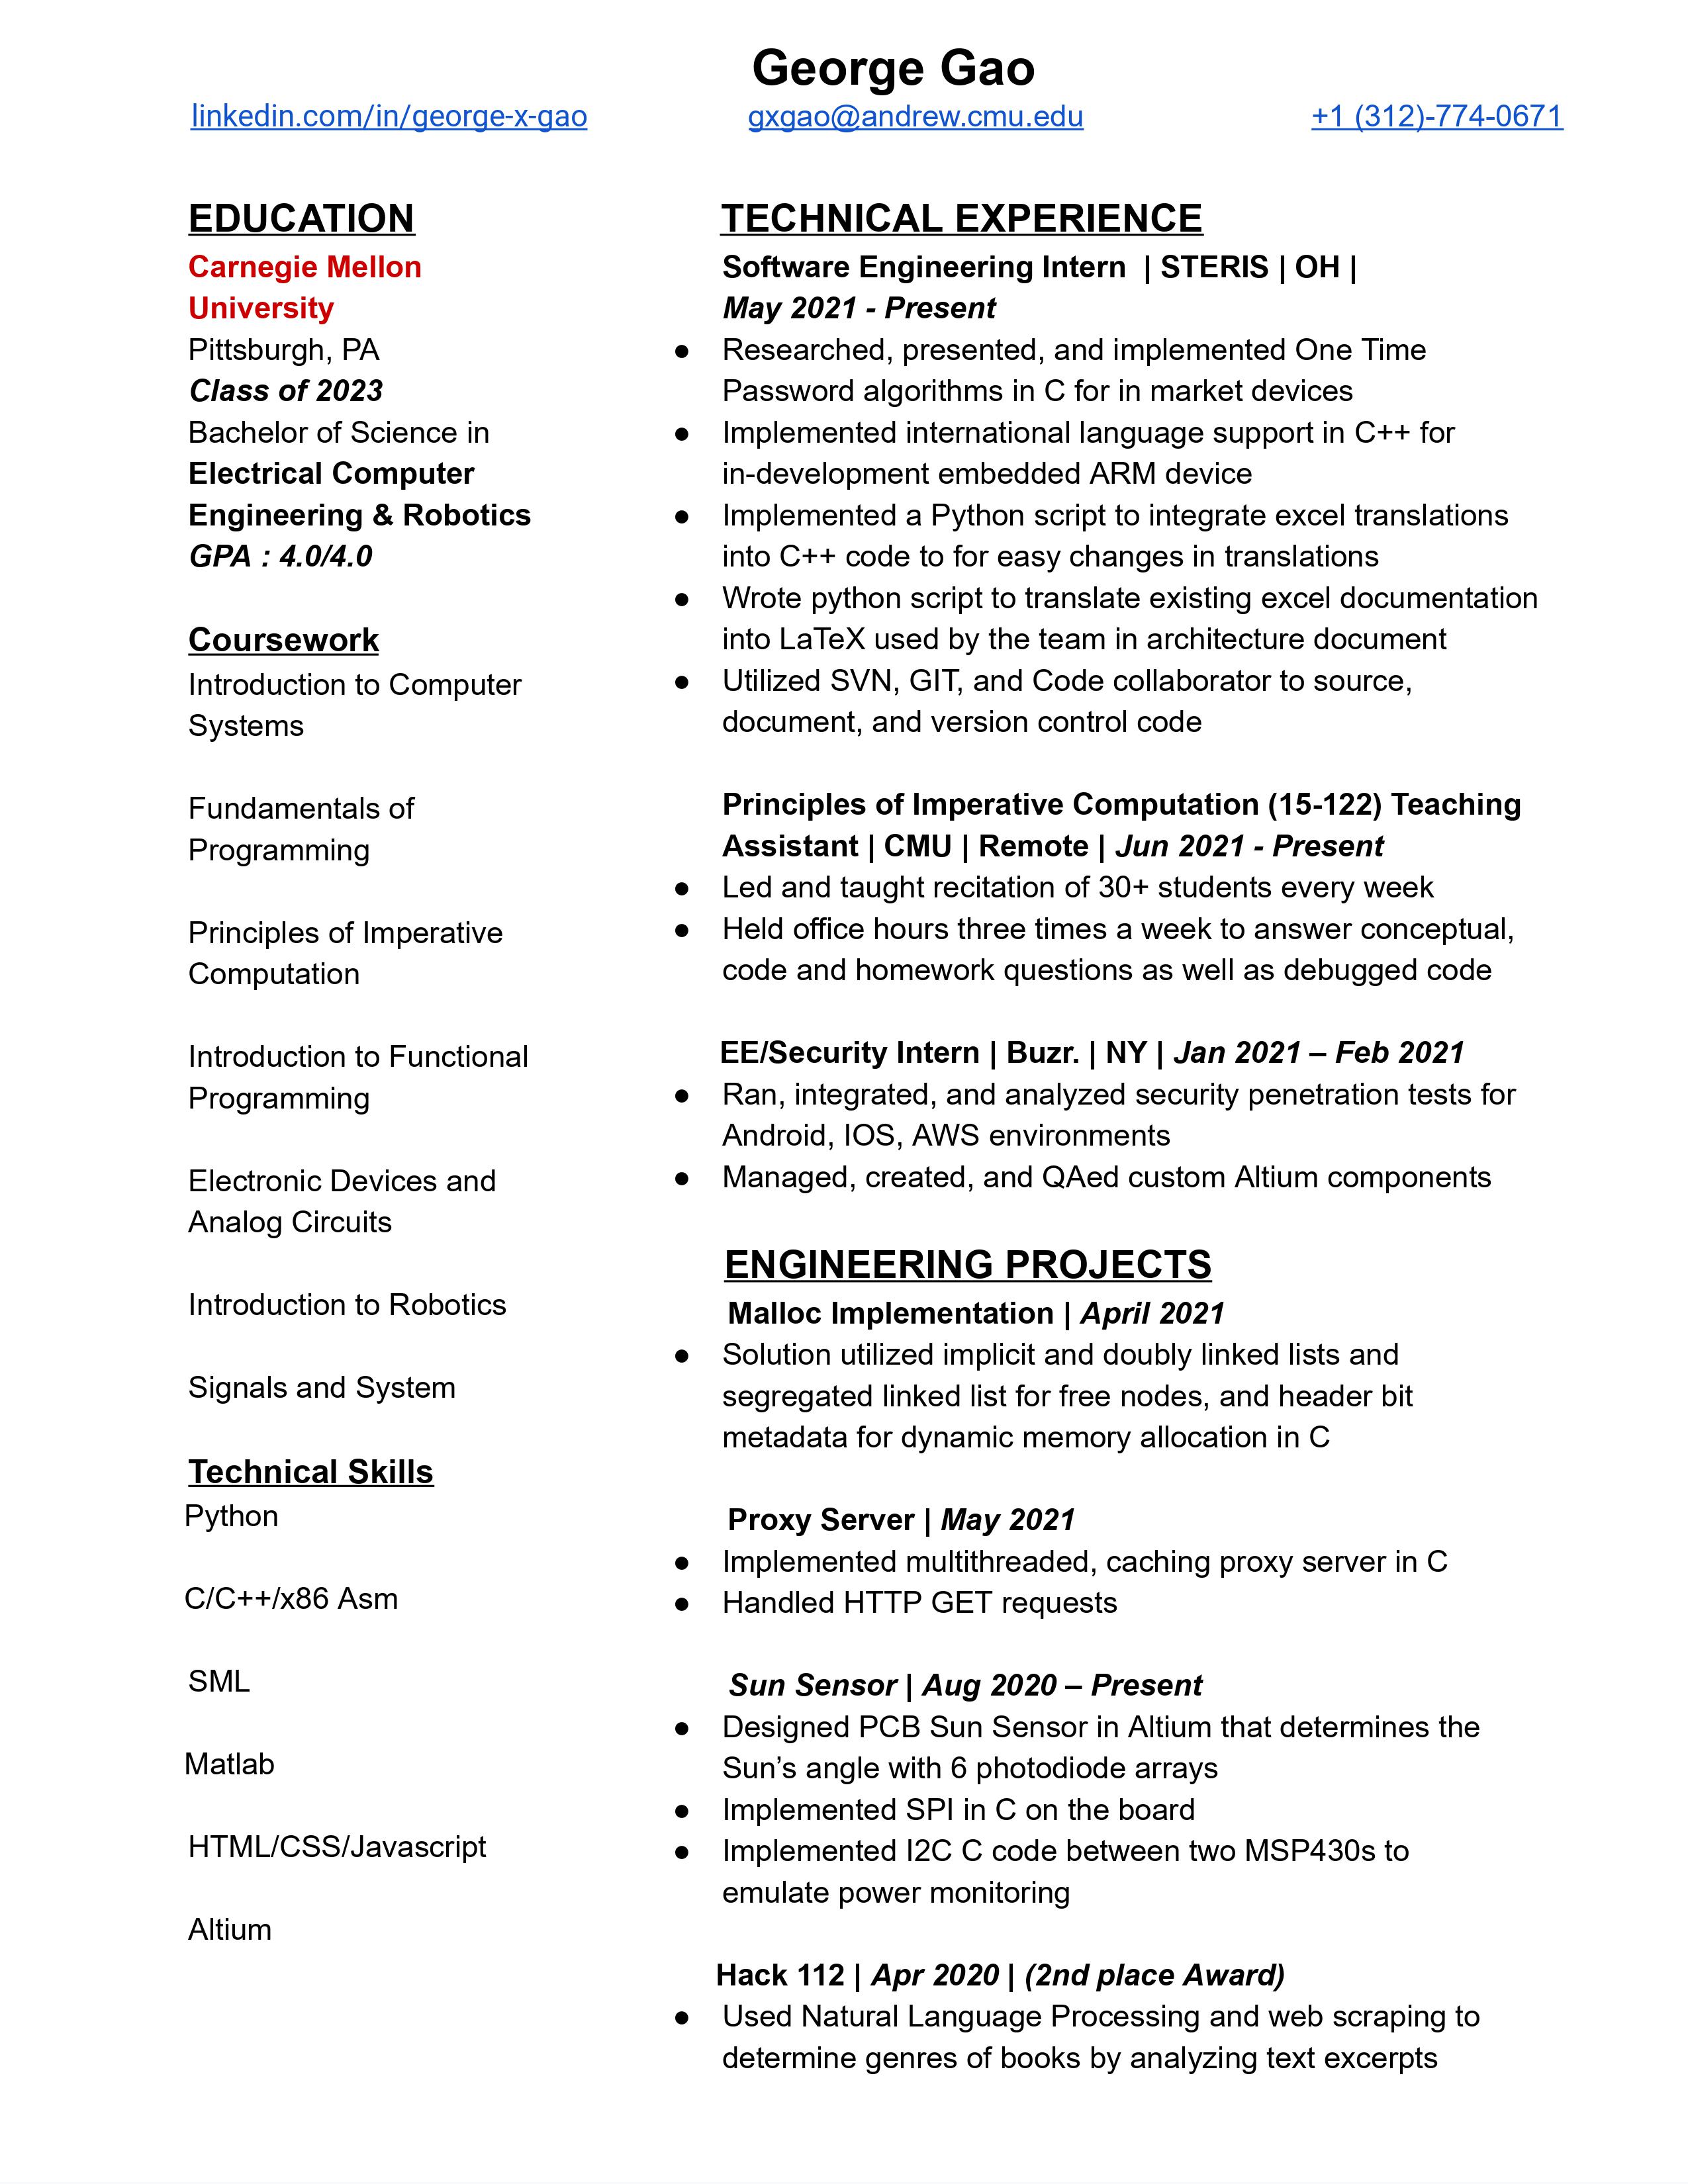 George Gao
linkedin.com/in/george-x-gao gxgao@andrew.cmu.edu +1 (312)-774-0671
EDUCATION
Carnegie Mellon
University
Pittsburgh, PA
Class of 2023
Bachelor of Science in
Electrical Computer
Engineering & Robotics
GPA : 4.0/4.0
Coursework
Introduction to Computer
Systems
Fundamentals of
Programming
Principles of Imperative
Computation
Introduction to Functional
Programming
Electronic Devices and
Analog Circuits
Introduction to Robotics
Signals and System
Technical Skills
Python
C/C++/x86 Asm
SML
Matlab
HTML/CSS/Javascript
Altium
TECHNICAL EXPERIENCE
Software Engineering Intern | STERIS | OH |
May 2021 - Present
● Researched, presented, and implemented One Time
Password algorithms in C for in market devices
● Implemented international language support in C++ for
in-development embedded ARM device
● Implemented a Python script to integrate excel translations
into C++ code to for easy changes in translations
● Wrote python script to translate existing excel documentation
into LaTeX used by the team in architecture document
● Utilized SVN, GIT, and Code collaborator to source,
document, and version control code
Principles of Imperative Computation (15-122) Teaching
Assistant | CMU | Remote | Jun 2021 - Present
● Led and taught recitation of 30+ students every week
● Held office hours three times a week to answer conceptual,
code and homework questions as well as debugged code
EE/Security Intern | Buzr. | NY | Jan 2021 – Feb 2021
● Ran, integrated, and analyzed security penetration tests for
Android, IOS, AWS environments
● Managed, created, and QAed custom Altium components
ENGINEERING PROJECTS
Malloc Implementation | April 2021
● Solution utilized implicit and doubly linked lists and
segregated linked list for free nodes, and header bit
metadata for dynamic memory allocation in C
Proxy Server | May 2021
● Implemented multithreaded, caching proxy server in C
● Handled HTTP GET requests
Sun Sensor | Aug 2020 – Present
● Designed PCB Sun Sensor in Altium that determines the
Sun’s angle with 6 photodiode arrays
● Implemented SPI in C on the board
● Implemented I2C C code between two MSP430s to
emulate power monitoring
Hack 112 | Apr 2020 | (2nd place Award)
● Used Natural Language Processing and web scraping to
determine genres of books by analyzing text excerpts